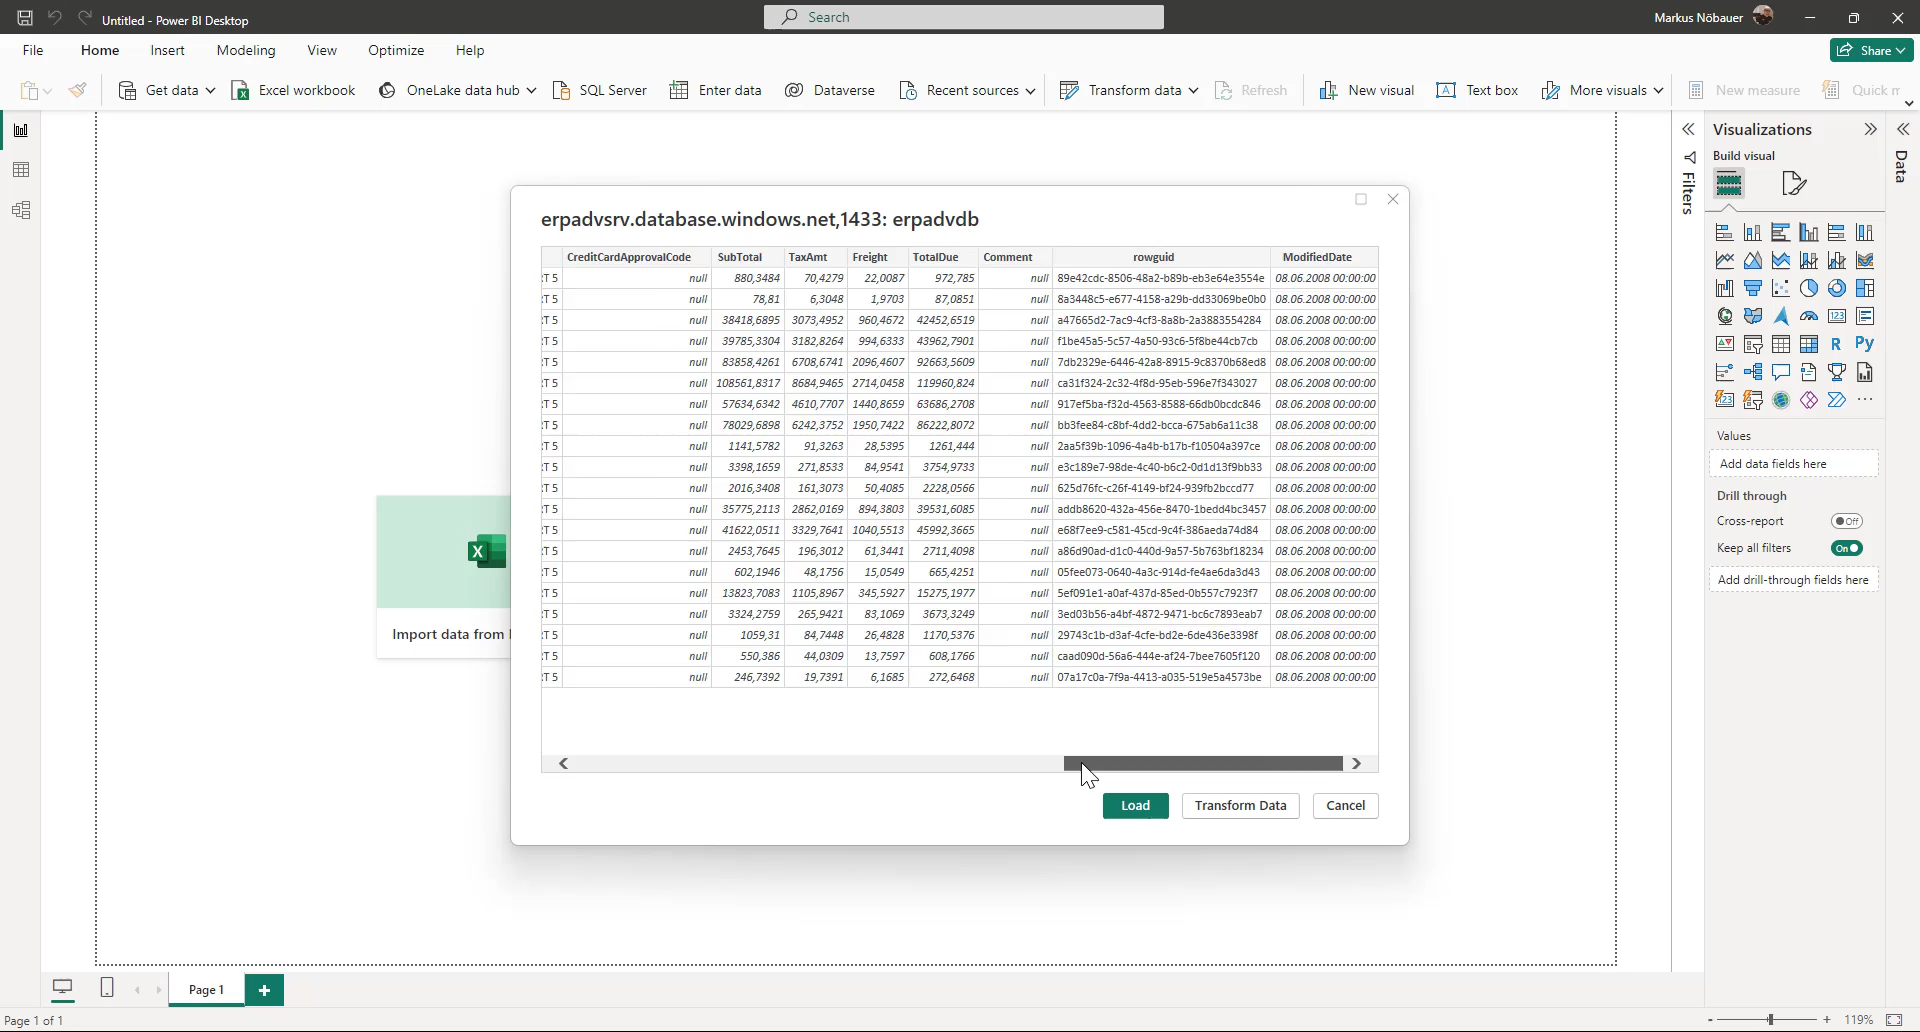 Untitled - Power BI Desktop
Search
Markus Nöbauer
File Home Insert Modeling View Optimize Help
Share
Get data Excel workbook OneLake data hub SQL Server Enter data Dataverse Recent sources Transform data Refresh New visual Text box More visuals New measure Quick m
Visualizations
Build visual
Filters
Data
erpadvsrv.database.windows.net,1433: erpadvdb
CreditCardApprovalCode SubTotal TaxAmt Freight TotalDue Comment rowguid ModifiedDate
T 5 null 880,3484 70,4279 22,0087 972,785 null 89e42cdc-8506-48a2-b89b-eb3e64e3554e 08.06.2008 00:00:00
T 5 null 78,81 6,3048 1,9703 87,0851 null 8a3448c5-e677-4158-a29b-dd33069be0b0 08.06.2008 00:00:00
T 5 null 38418,6895 3073,4952 960,4672 42452,6519 null a47665d2-7ac9-4cf3-8a8b-2a3883554284 08.06.2008 00:00:00
T 5 null 39785,3304 3182,8264 994,6333 43962,7901 null f1be45a5-5c57-4a50-93c6-5f8be44cb7cb 08.06.2008 00:00:00
T 5 null 83858,4261 6708,6741 2096,4607 92663,5609 null 7db2329e-6446-42a8-8915-9c8370b68ed8 08.06.2008 00:00:00
T 5 null 108561,8317 8684,9465 2714,0458 119960,824 null ca31f324-2c32-4f8d-95eb-596e7f343027 08.06.2008 00:00:00
T 5 null 57634,6342 4610,7707 1440,8659 63686,2708 null 917ef5ba-f32d-4563-8588-66db0bcdc846 08.06.2008 00:00:00
T 5 null 78029,6898 6242,3752 1950,7422 86222,8072 null bb3fee84-c8bf-4dd2-bcca-675ab6a11c38 08.06.2008 00:00:00
T 5 null 1141,5782 91,3263 28,5395 1261,444 null 2aa5f39b-1096-4a4b-b17b-f10504a397ce 08.06.2008 00:00:00
T 5 null 3398,1659 271,8533 84,9541 3754,9733 null e3c189e7-98de-4c40-b6c2-0d1d13f9bb33 08.06.2008 00:00:00
T 5 null 2016,3408 161,3073 50,4085 2228,0566 null 625d76fc-c26f-4149-bf24-939fb2bccd77 08.06.2008 00:00:00
T 5 null 35775,2113 2862,0169 894,3803 39531,6085 null addb8620-432a-456e-8470-1bedd4bc3457 08.06.2008 00:00:00
T 5 null 41622,0511 3329,7641 1040,5513 45992,3665 null e68f7ee9-c581-45cd-9c4f-386aeda74d84 08.06.2008 00:00:00
T 5 null 2453,7645 196,3012 61,3441 2711,4098 null a86d90ad-d1c0-440d-9a57-5b763bf18234 08.06.2008 00:00:00
T 5 null 602,1946 48,1756 15,0549 665,4251 null 05fee073-0640-4a3c-914d-fe4ae6da3d43 08.06.2008 00:00:00
T 5 null 13823,7083 1105,8967 345,5927 15275,1977 null 5ef091e1-a0af-437d-85ed-0b557c7923f7 08.06.2008 00:00:00
T 5 null 3324,2759 265,9421 83,1069 3673,3249 null 3ed03b56-a4bf-4872-9471-bc6c7893eab7 08.06.2008 00:00:00
T 5 null 1059,31 84,7448 26,4828 1170,5376 null 29743c1b-d3af-4cfe-bd2e-6de436e3398f 08.06.2008 00:00:00
T 5 null 550,386 44,0309 13,7597 608,1766 null caad090d-56a6-444e-af24-7bee7605f120 08.06.2008 00:00:00
T 5 null 246,7392 19,7391 6,1685 272,6468 null 07a17c0a-7f9a-4413-a035-519e5a4573be 08.06.2008 00:00:00
Import data from
Load Transform Data Cancel
R Py
123
123
Values
Add data fields here
Drill through
Cross-report Off
Keep all filters On
Add drill-through fields here
Page 1
Page 1 of 1
119%